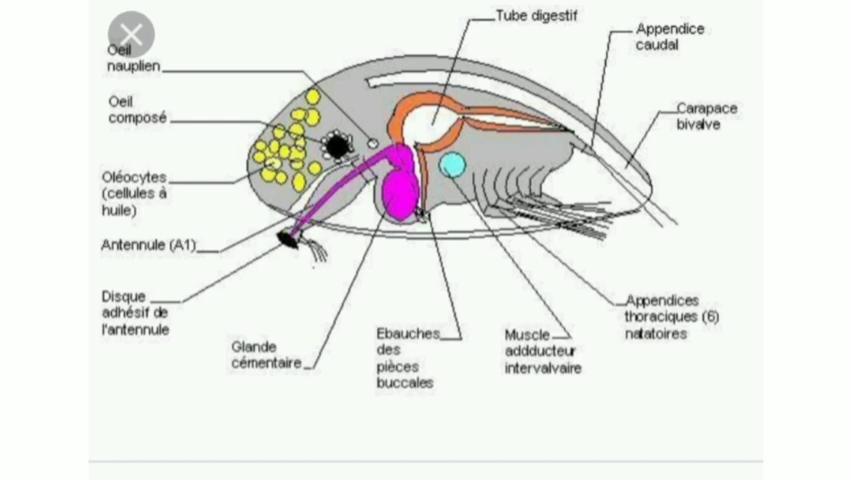 Tube digestif
Appendice
caudal
Oeil
nauplien
Oeil
composé
Carapace
bivalve
Oléocytes
(cellules à
huile)
Antennule (A1)
Disque
adhésif de
l'antennule
Glande
cémentaire
Ebauches
des
pièces
buccales
Muscle
addducteur
intervalvaire
Appendices
thoraciques (6)
natatoires